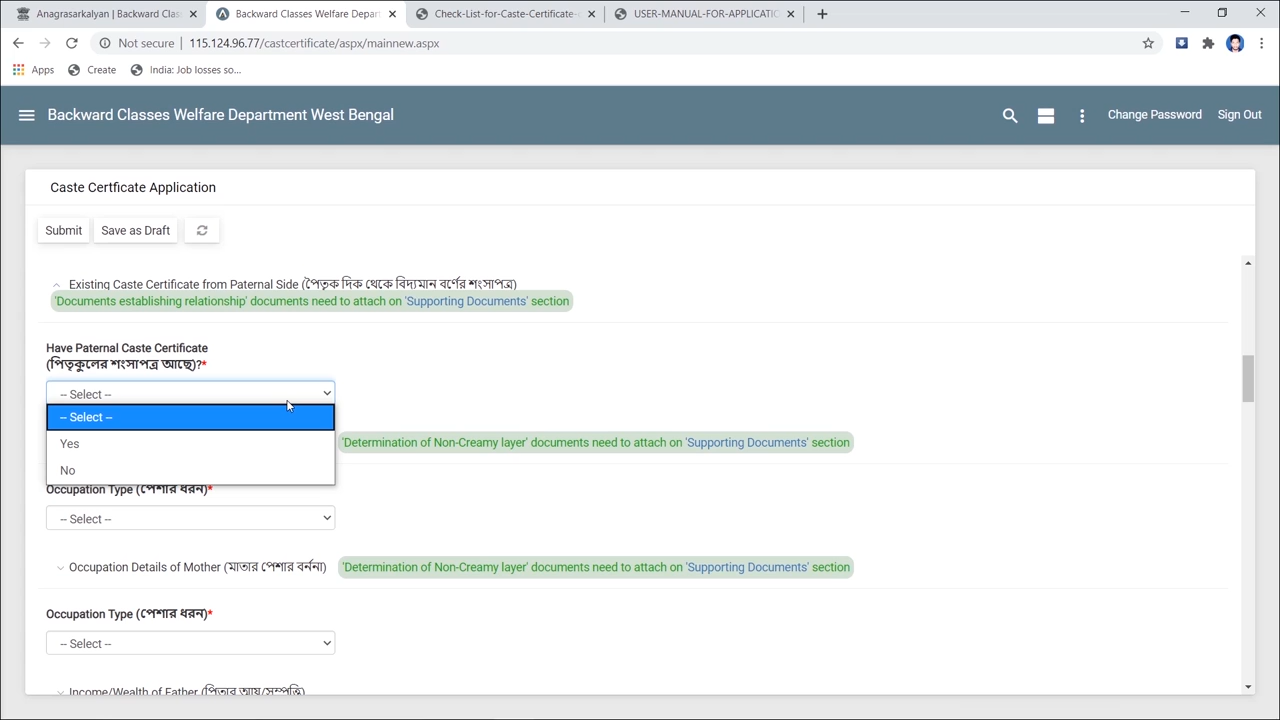 Anagrasarkalyan | Backward Clas
Backward Classes Welfare Depar
Check-List-for-Caste-Certificate-
USER-MANUAL-FOR-APPLICATIO
Not secure | 115.124.96.77/castcertificate/aspx/mainnew.aspx
Apps Create India: Job losses so...
Backward Classes Welfare Department West Bengal
Change Password Sign Out
Caste Certficate Application
Submit Save as Draft
Existing Caste Certificate from Paternal Side (পৈতৃক দিক থেকে বিদ্যমান বর্ণের শংসাপত্র)
'Documents establishing relationship' documents need to attach on 'Supporting Documents' section
Have Paternal Caste Certificate
(পিতৃকুলের শংসাপত্র আছে)?*
-- Select --
-- Select --
Yes
No
'Determination of Non-Creamy layer' documents need to attach on 'Supporting Documents' section
Occupation Type (পেশার ধরন)*
-- Select --
Occupation Details of Mother (মাতার পেশার বর্ননা) 'Determination of Non-Creamy layer' documents need to attach on 'Supporting Documents' section
Occupation Type (পেশার ধরন)*
-- Select --
Income/Wealth of Father (পিতার আয়/সম্পত্তি)